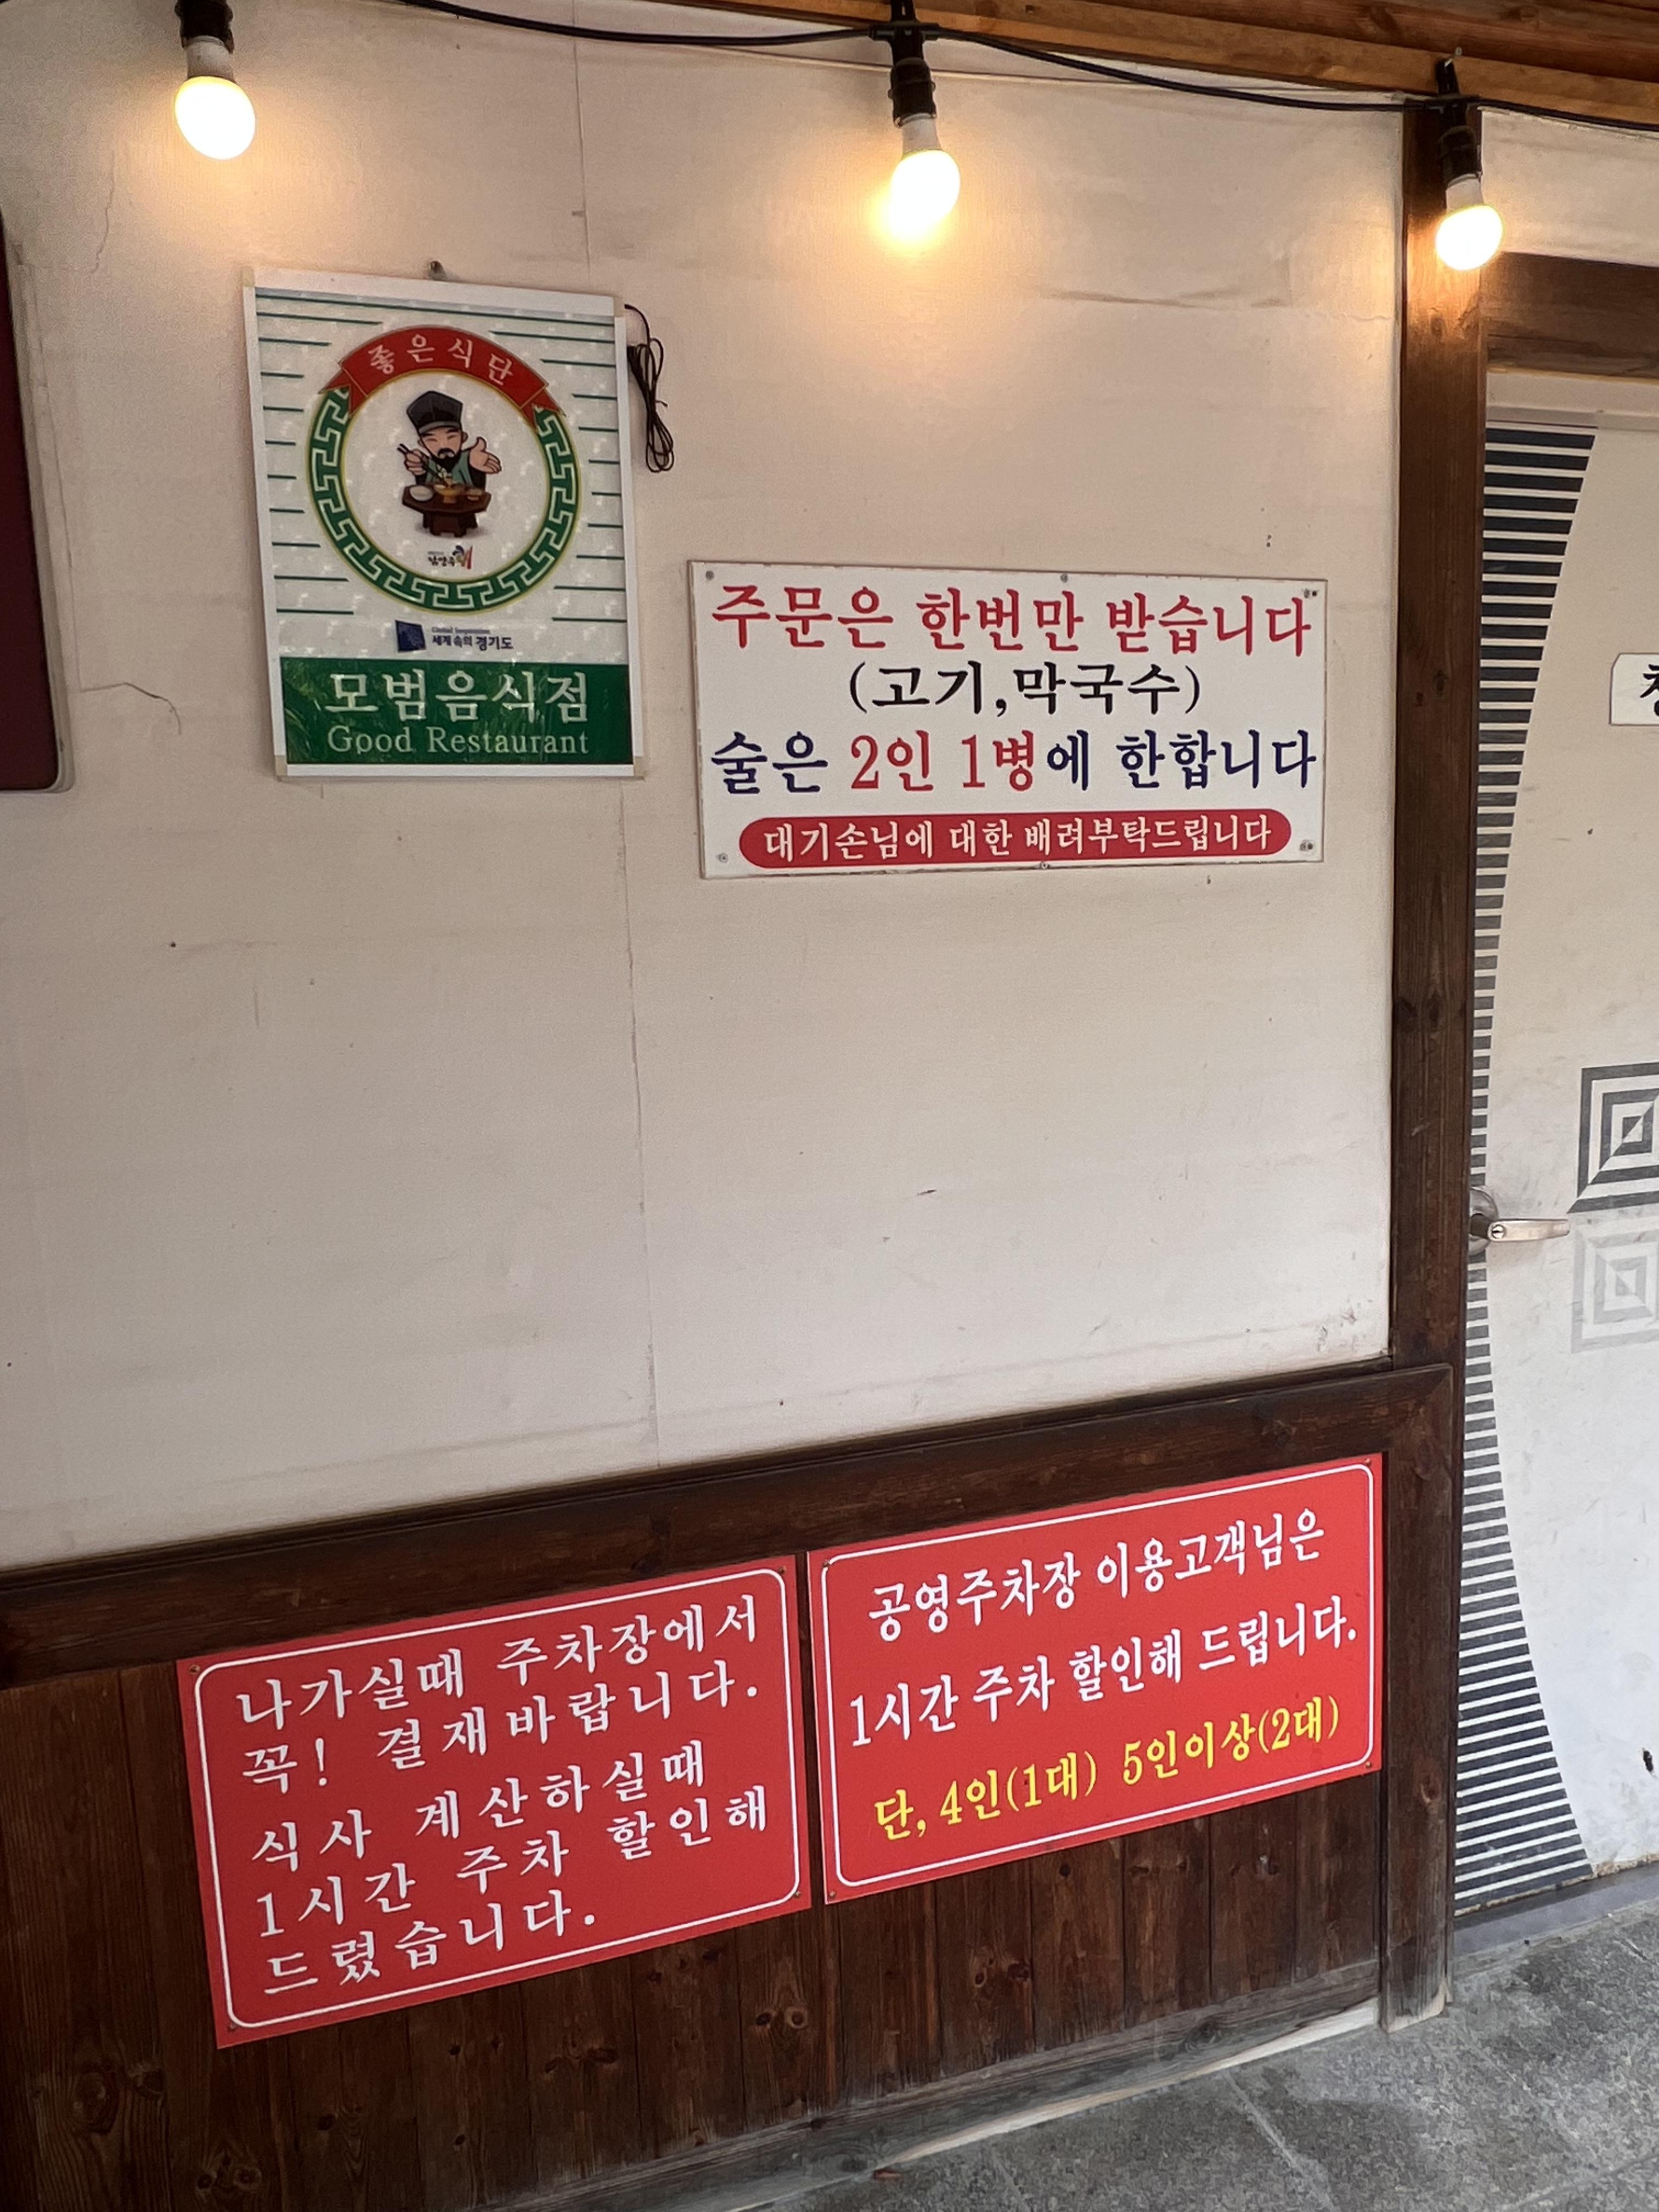 좋은식단
남양주
Global Inspiration
세계속의 경기도
모범음식점
Good Restaurant
주문은 한번만 받습니다
(고기,막국수)
술은 2인 1병에 한합니다
대기손님에 대한 배려부탁드립니다
나가실때 주차장에서
꼭! 결재바랍니다.
식사 계산하실때
1시간 주차 할인해
드렸습니다.
공영주차장 이용고객님은
1시간 주차 할인해 드립니다.
단, 4인(1대) 5인이상(2대)